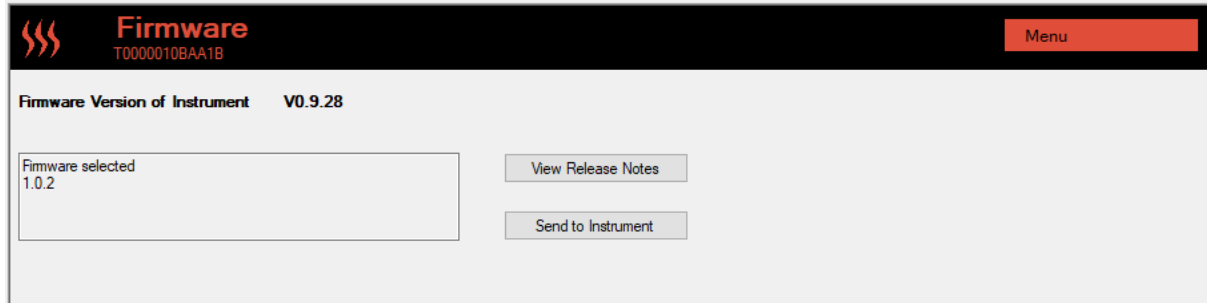 Firmware
T0000010BAA1B
Menu
Firmware Version of Instrument V0.9.28
Firmware selected
1.0.2
View Release Notes
Send to Instrument